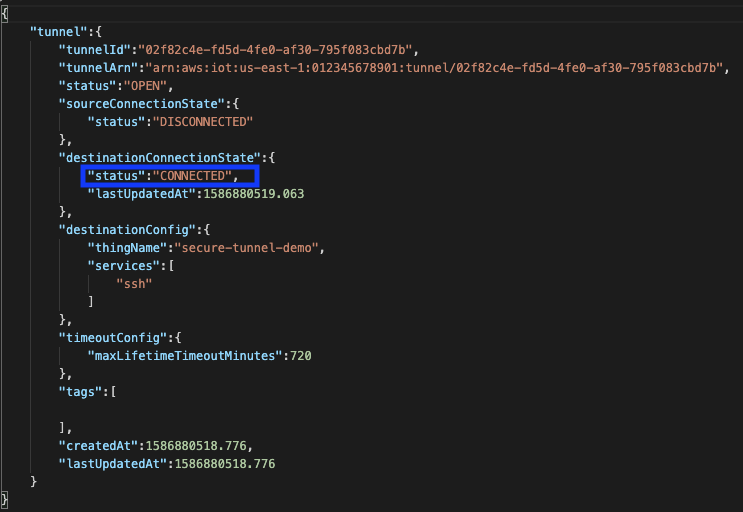 {
"tunnel":{
"tunnelId":"02f82c4e-fd5d-4fe0-af30-795f083cbd7b",
"tunnelArn":"arn:aws:iot:us-east-1:012345678901:tunnel/02f82c4e-fd5d-4fe0-af30-795f083cbd7b",
"status":"OPEN",
"sourceConnectionState":{
"status":"DISCONNECTED"
},
"destinationConnectionState":{
"status":"CONNECTED",
"lastUpdatedAt":1586880519.063
},
"destinationConfig":{
"thingName":"secure-tunnel-demo",
"services":[
"ssh"
]
},
"timeoutConfig":{
"maxLifetimeTimeoutMinutes":720
},
"tags":[
],
"createdAt":1586880518.776,
"lastUpdatedAt":1586880518.776
}
}